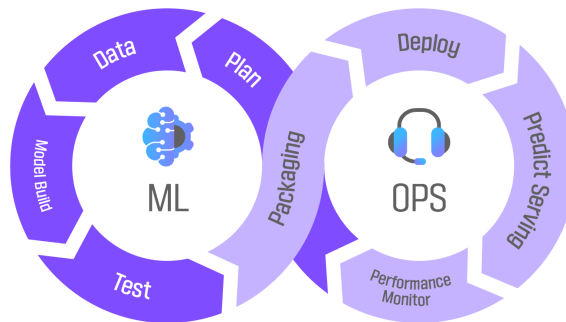 Plan
Data
Model Build
Test
Packaging
Deploy
Predict Serving
Performance
Monitor
ML
OPS